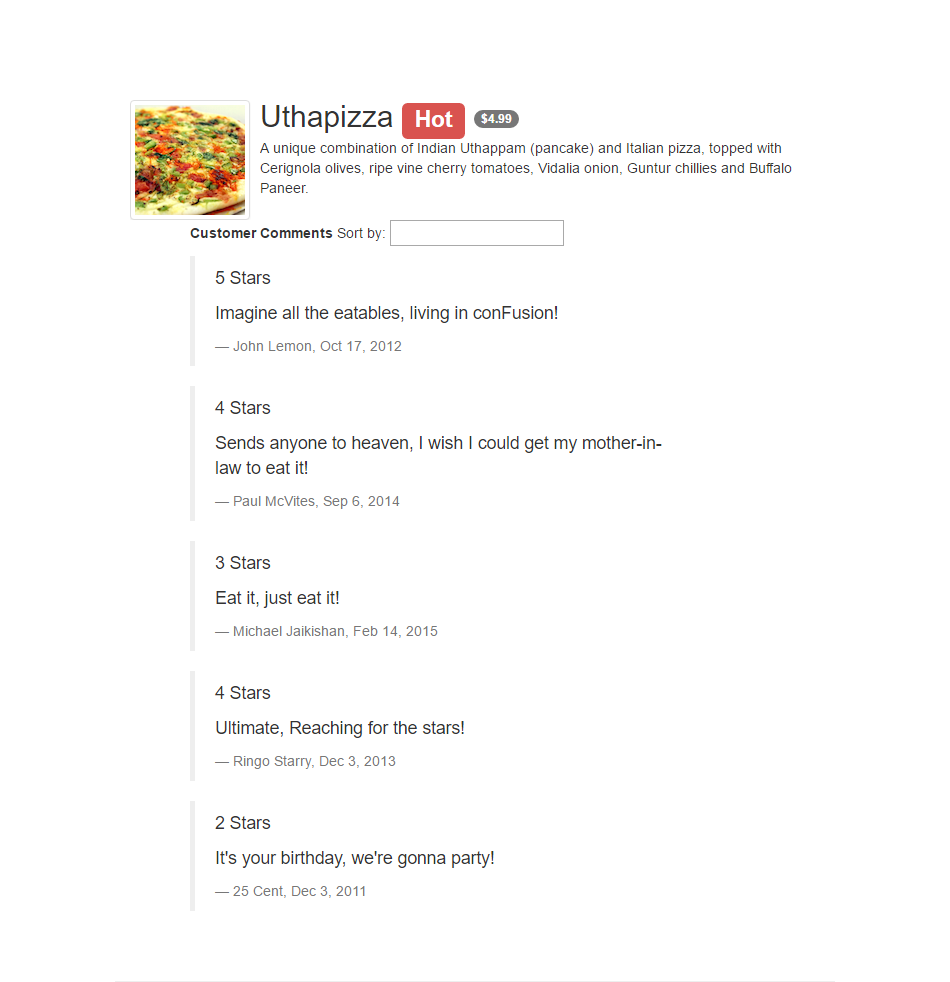 Uthapizza Hot $4.99
A unique combination of Indian Uthappam (pancake) and Italian pizza, topped with
Cerignola olives, ripe vine cherry tomatoes, Vidalia onion, Guntur chillies and Buffalo
Paneer.
Customer Comments Sort by:
5 Stars
Imagine all the eatables, living in conFusion!
— John Lemon, Oct 17, 2012
4 Stars
Sends anyone to heaven, I wish I could get my mother-in-
law to eat it!
— Paul McVites, Sep 6, 2014
3 Stars
Eat it, just eat it!
— Michael Jaikishan, Feb 14, 2015
4 Stars
Ultimate, Reaching for the stars!
— Ringo Starry, Dec 3, 2013
2 Stars
It's your birthday, we're gonna party!
— 25 Cent, Dec 3, 2011